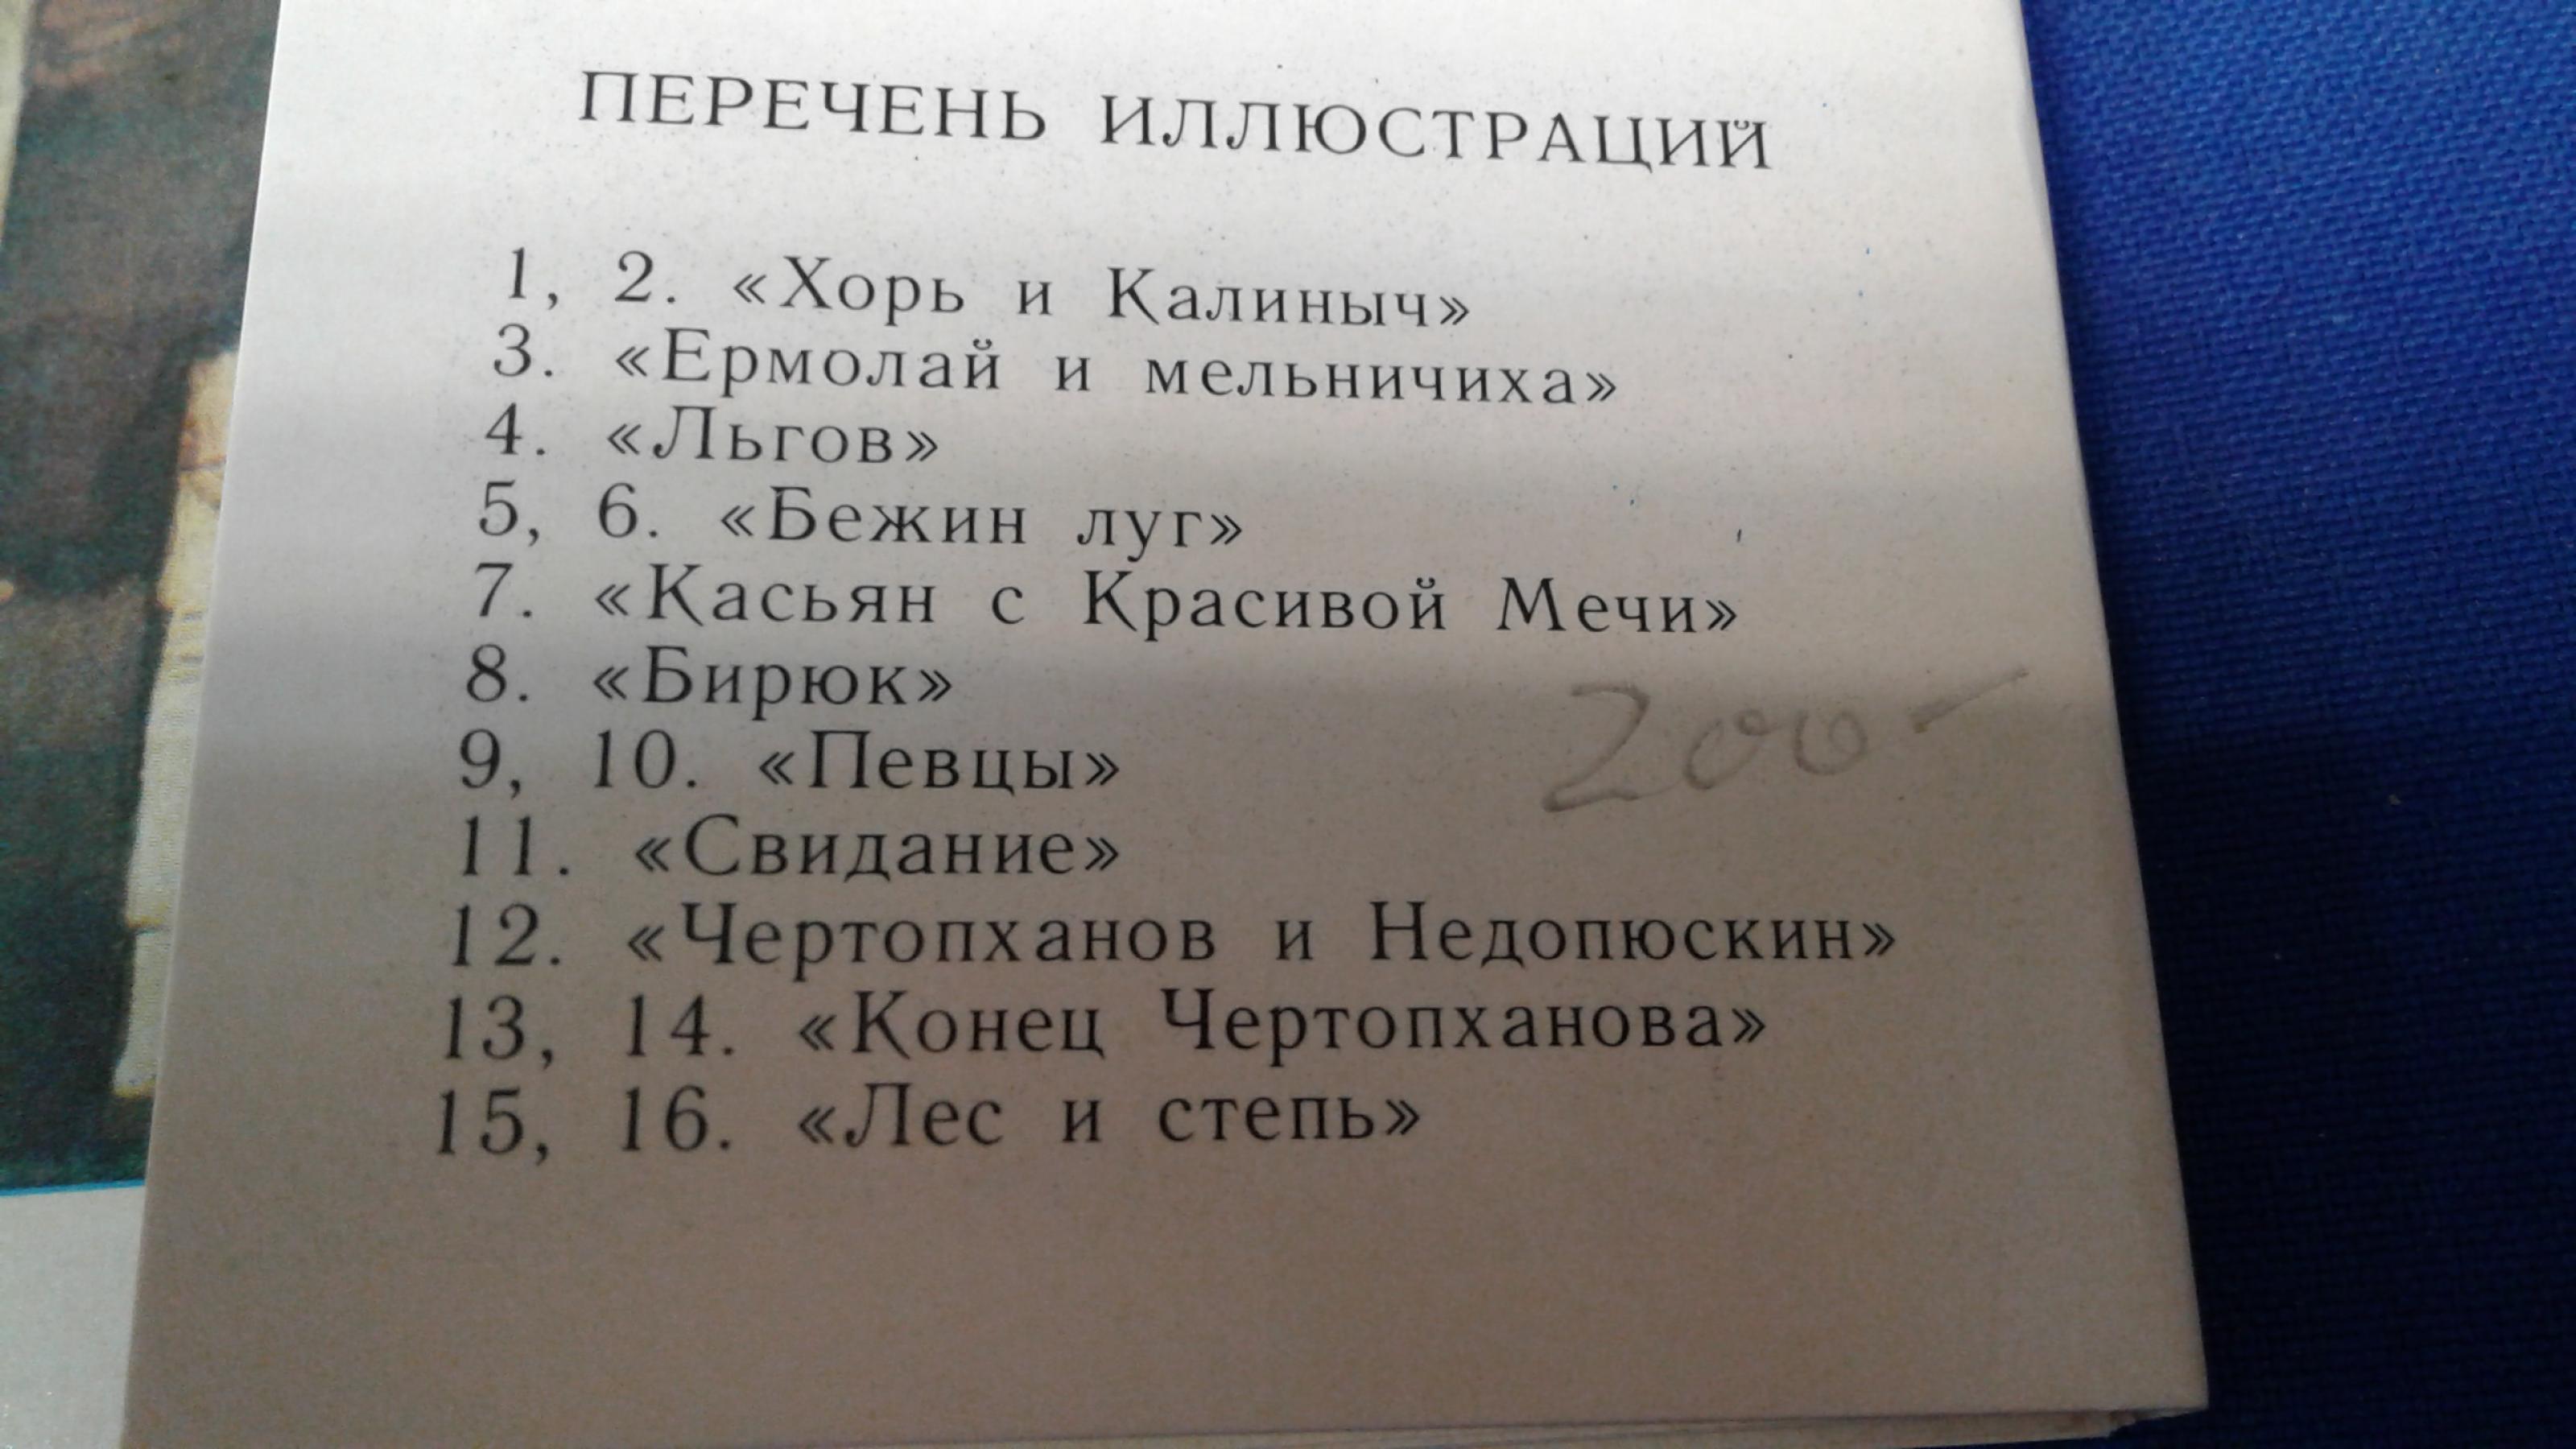 ПЕРЕЧЕНЬ ИЛЛЮСТРАЦИЙ
1, 2. «Хорь и Калиныч»
3. «Ермолай и мельничиха»
4. «Льгов»
5, 6. «Бежин луг»
7. «Касьян с Красивой Мечи»
8. «Бирюк»
200-
9, 10. «Певцы»
11. «Свидание»
12. «Чертопханов и Недопюскин»
13, 14. «Конец Чертопханова»
15, 16. «Лес и степь»